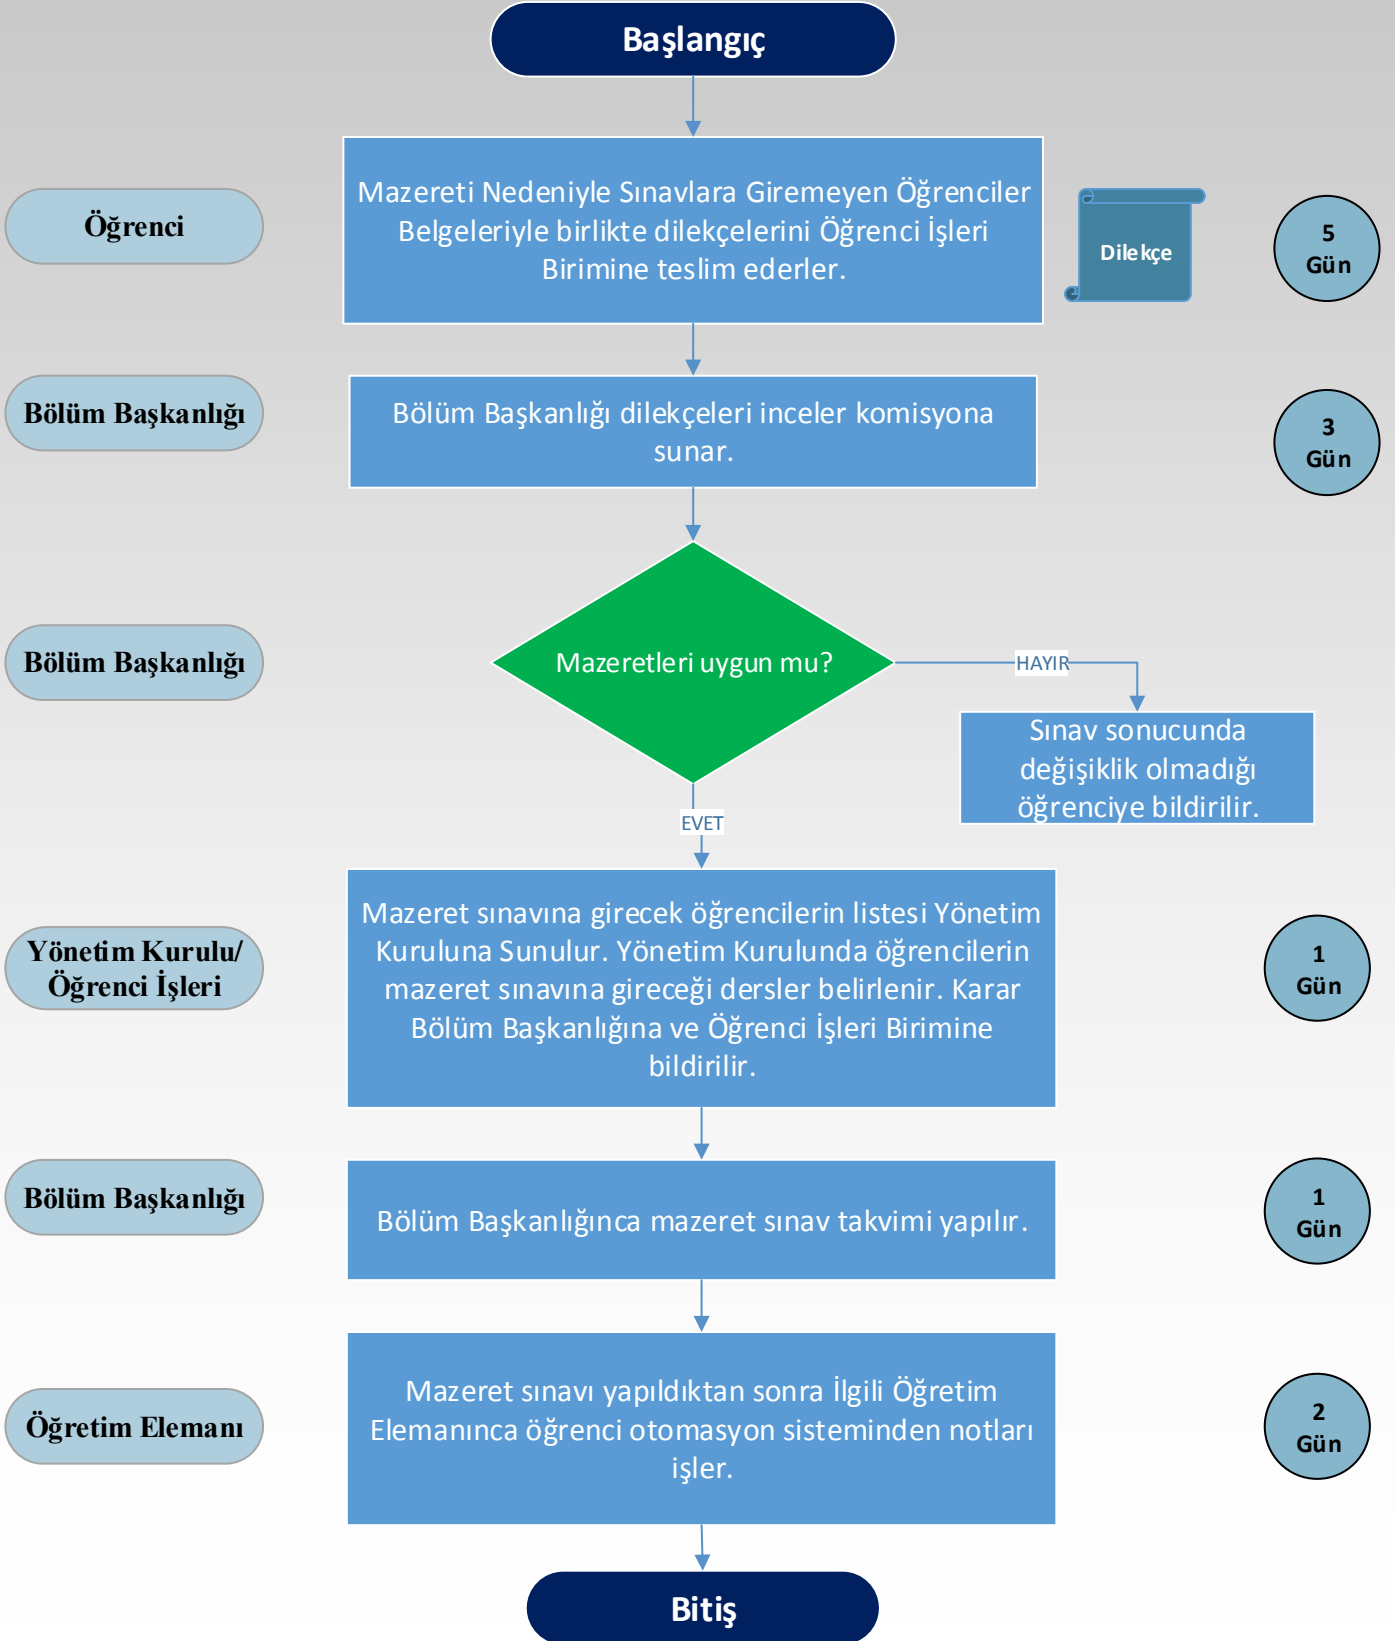 Başlangıç
Öğrenci
Mazereti Nedeniyle Sınavlara Giremeyen Öğrenciler
Belgeleriyle birlikte dilekçelerini Öğrenci İşleri
Birimine teslim ederler.
Dilekçe
5
Gün
Bölüm Başkanlığı
Bölüm Başkanlığı dilekçeleri inceler komisyona
sunar.
3
Gün
Bölüm Başkanlığı
Mazeretleri uygun mu?
HAYIR
Sınav sonucunda
değişiklik olmadığı
öğrenciye bildirilir.
EVET
Yönetim Kurulu/
Öğrenci İşleri
Mazeret sınavına girecek öğrencilerin listesi Yönetim
Kuruluna Sunulur. Yönetim Kurulunda öğrencilerin
mazeret sınavına gireceği dersler belirlenir. Karar
Bölüm Başkanlığına ve Öğrenci İşleri Birimine
bildirilir.
1
Gün
Bölüm Başkanlığı
Bölüm Başkanlığınca mazeret sınav takvimi yapılır.
1
Gün
Öğretim Elemanı
Mazeret sınavı yapıldıktan sonra İlgili Öğretim
Elemanınca öğrenci otomasyon sisteminden notları
işler.
2
Gün
Bitiş